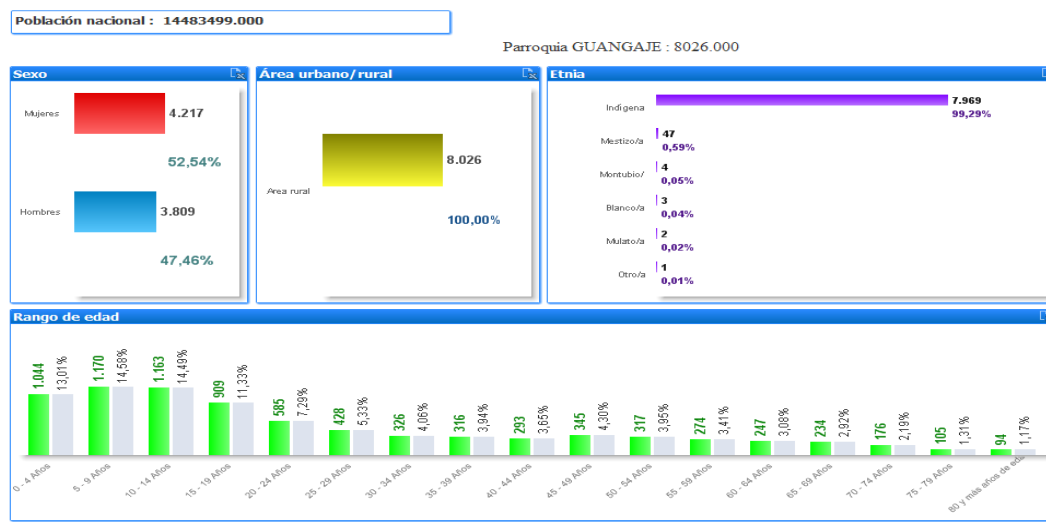 Población nacional : 14483499.000
Parroquia GUANGAJE : 8026.000
Sexo
Mujeres
4.217
52,54%
Hombres
3.809
47,46%
Área urbano/rural
Area rural
8.026
100,00%
Etnia
Indígena
7.969
99,29%
Mestizo/a
47
0,59%
Montubio/
4
0,05%
Blanco/a
3
0,04%
Mulato/a
2
0,02%
Otro/a
1
0,01%
Rango de edad
1.044
13,01%
1.170
14,58%
1.163
14,49%
909
11,33%
585
7,29%
428
5,33%
326
4,06%
316
3,94%
293
3,65%
345
4,30%
317
3,95%
274
3,41%
247
3,08%
234
2,92%
176
2,19%
105
1,31%
94
1,17%
0 - 4 Años
5 - 9 Años
10 - 14 Años
15 - 19 Años
20 - 24 Años
25 - 29 Años
30 - 34 Años
35 - 39 Años
40 - 44 Años
45 - 49 Años
50 - 54 Años
55 - 59 Años
60 - 64 Años
65 - 69 Años
70 - 74 Años
75 - 79 Años
80 y más años de eda